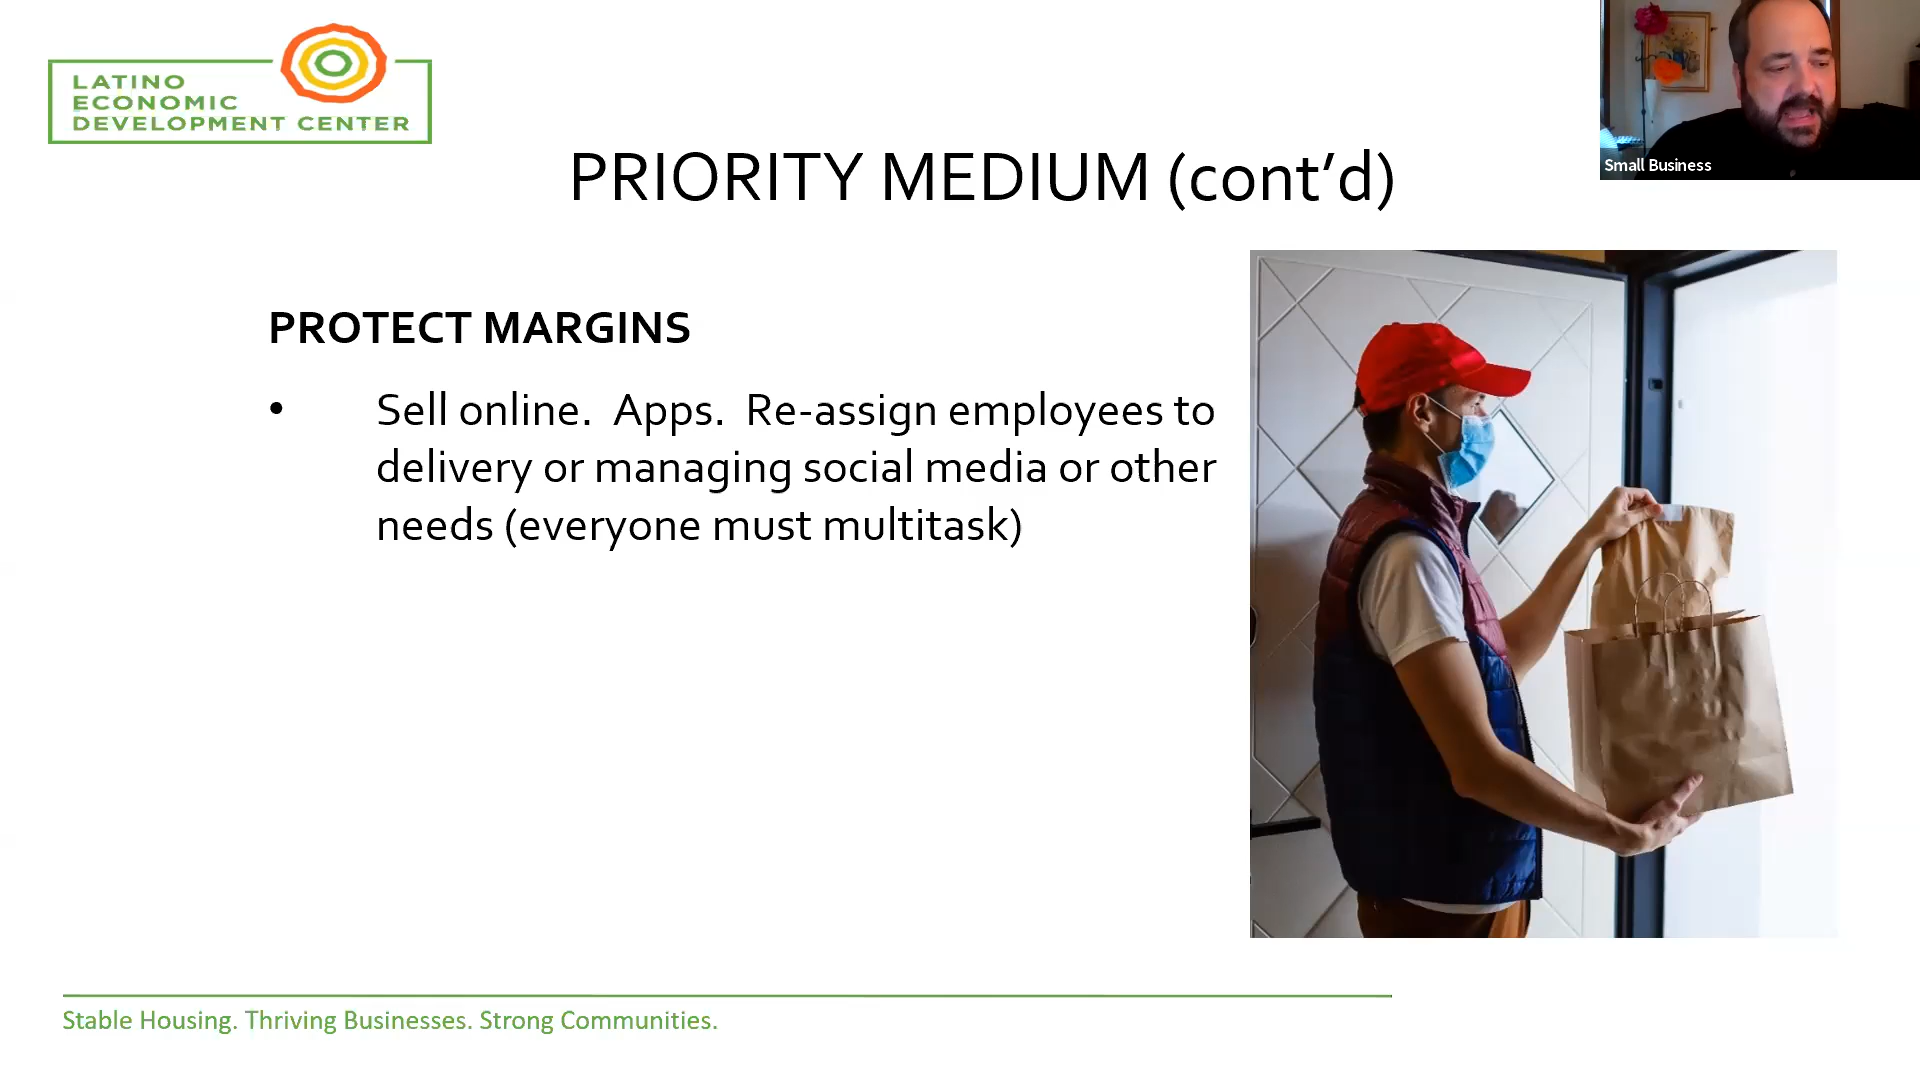 LATINO
ECONOMIC
DEVELOPMENT CENTER
Small Business
PRIORITY MEDIUM (cont’d)
PROTECT MARGINS
• Sell online.  Apps.  Re-assign employees to
delivery or managing social media or other
needs (everyone must multitask)
Stable Housing. Thriving Businesses. Strong Communities.